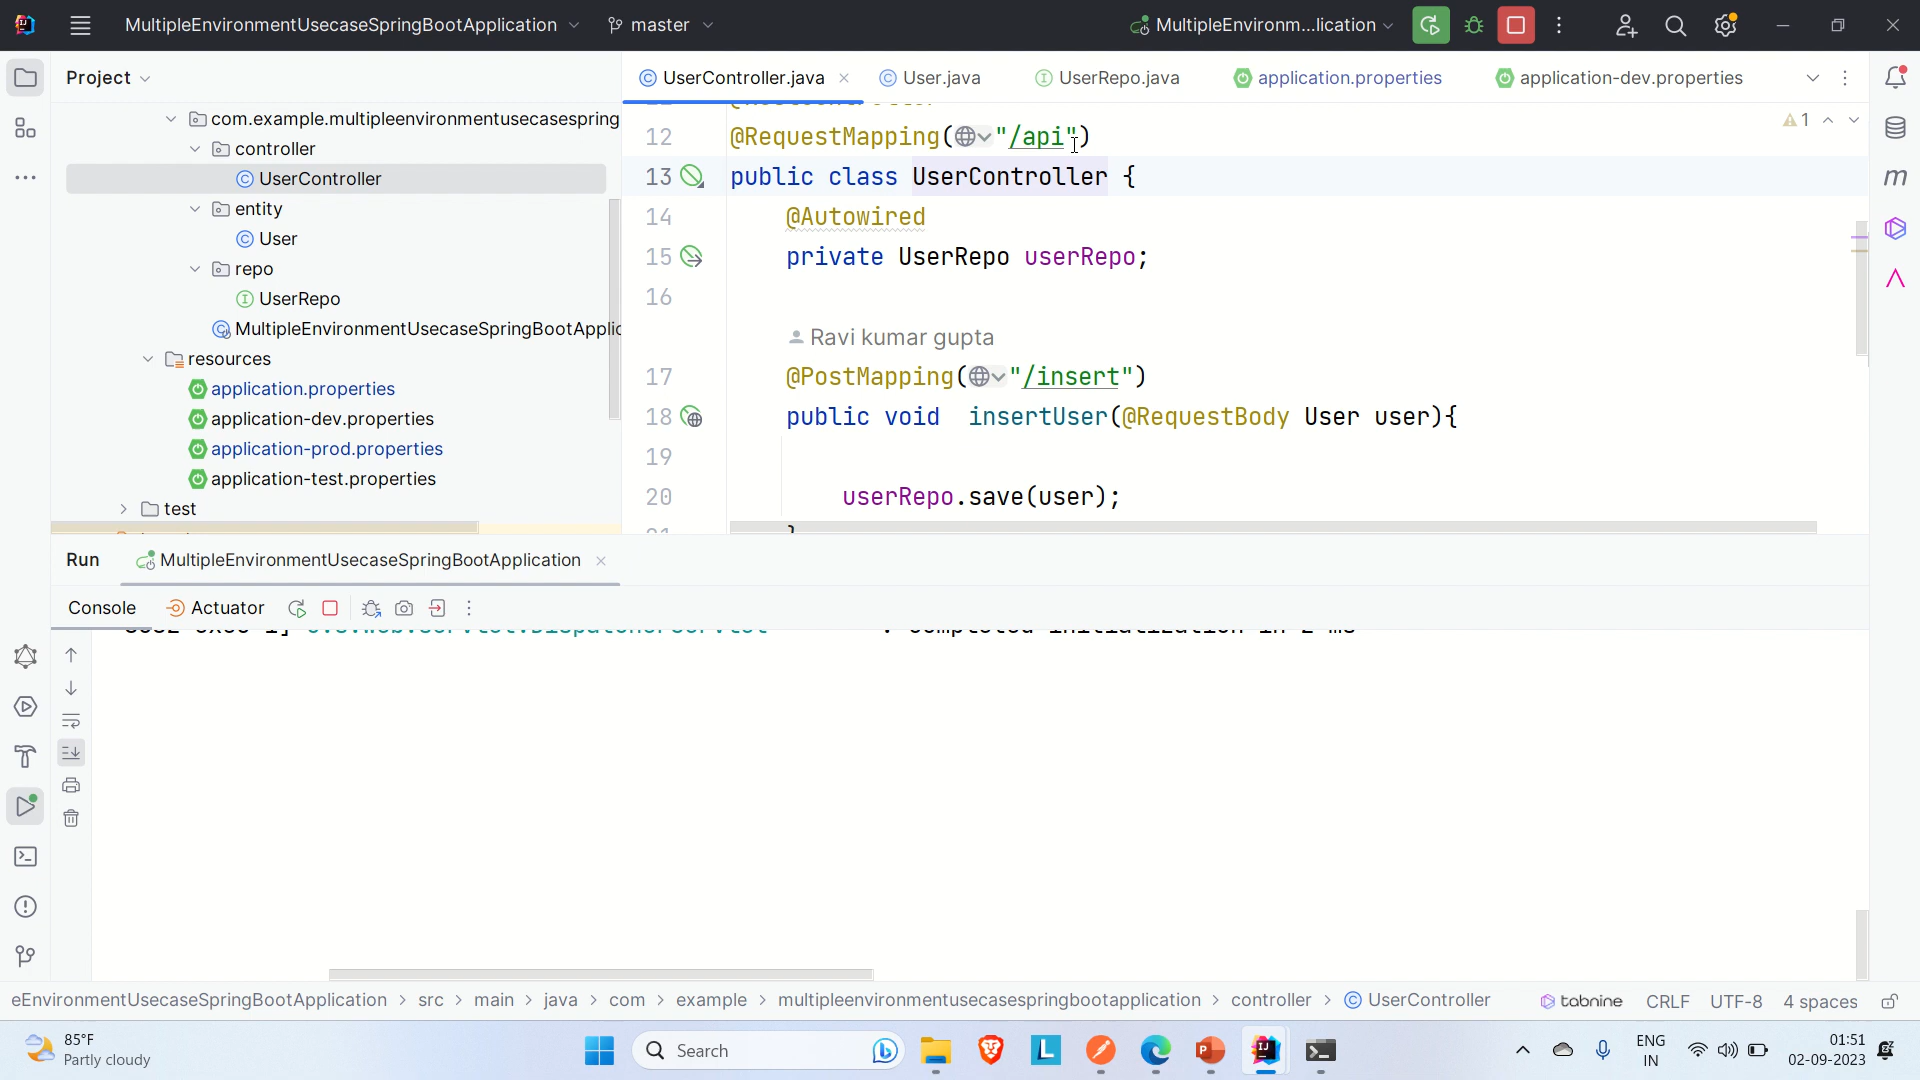 MultipleEnvironmentUsecaseSpringBootApplication
master
MultipleEnvironm...lication
Project
UserController.java
User.java
UserRepo.java
application.properties
application-dev.properties
com.example.multipleenvironmentusecasespring
controller
UserController
entity
User
repo
UserRepo
MultipleEnvironmentUsecaseSpringBootApplic
resources
application.properties
application-dev.properties
application-prod.properties
application-test.properties
test
1
12 @RequestMapping("/api")
13 public class UserController {
14 @Autowired
15 private UserRepo userRepo;
16
Ravi kumar gupta
17 @PostMapping("/insert")
18 public void insertUser(@RequestBody User user){
19
20 userRepo.save(user);
Run
MultipleEnvironmentUsecaseSpringBootApplication
Console
Actuator
eEnvironmentUsecaseSpringBootApplication > src > main > java > com > example > multipleenvironmentusecasespringbootapplication > controller > UserController
tabnine
CRLF
UTF-8
4 spaces
85°F
Partly cloudy
Search
ENG
IN
01:51
02-09-2023